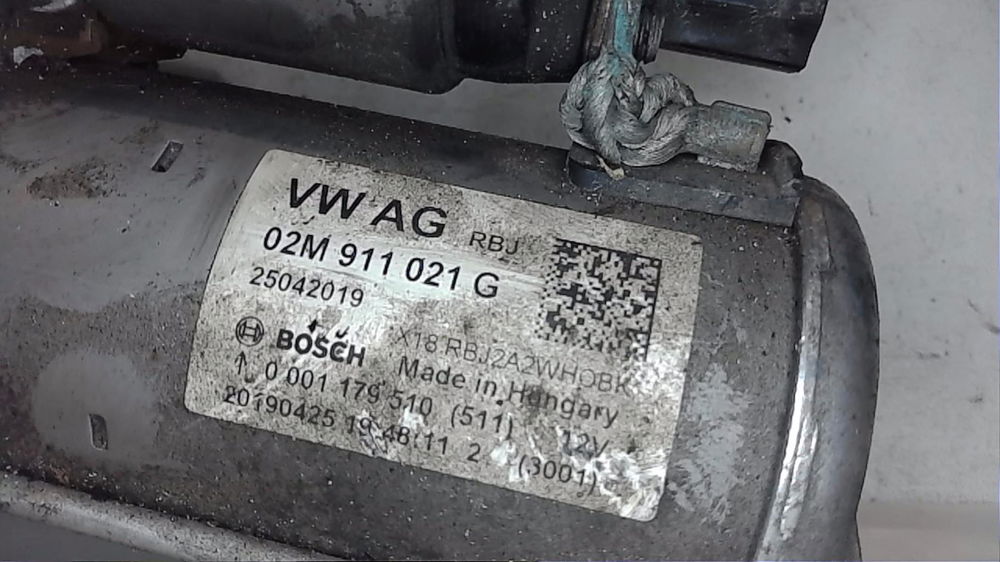 VW AG RBJ
02M 911 021 G
25042019
X18 RBJ2A2WHOBK
BOSCH
Made in Hungary
0 001 179 510 (511) 12V
20190425 19:48:11 2 (3001)